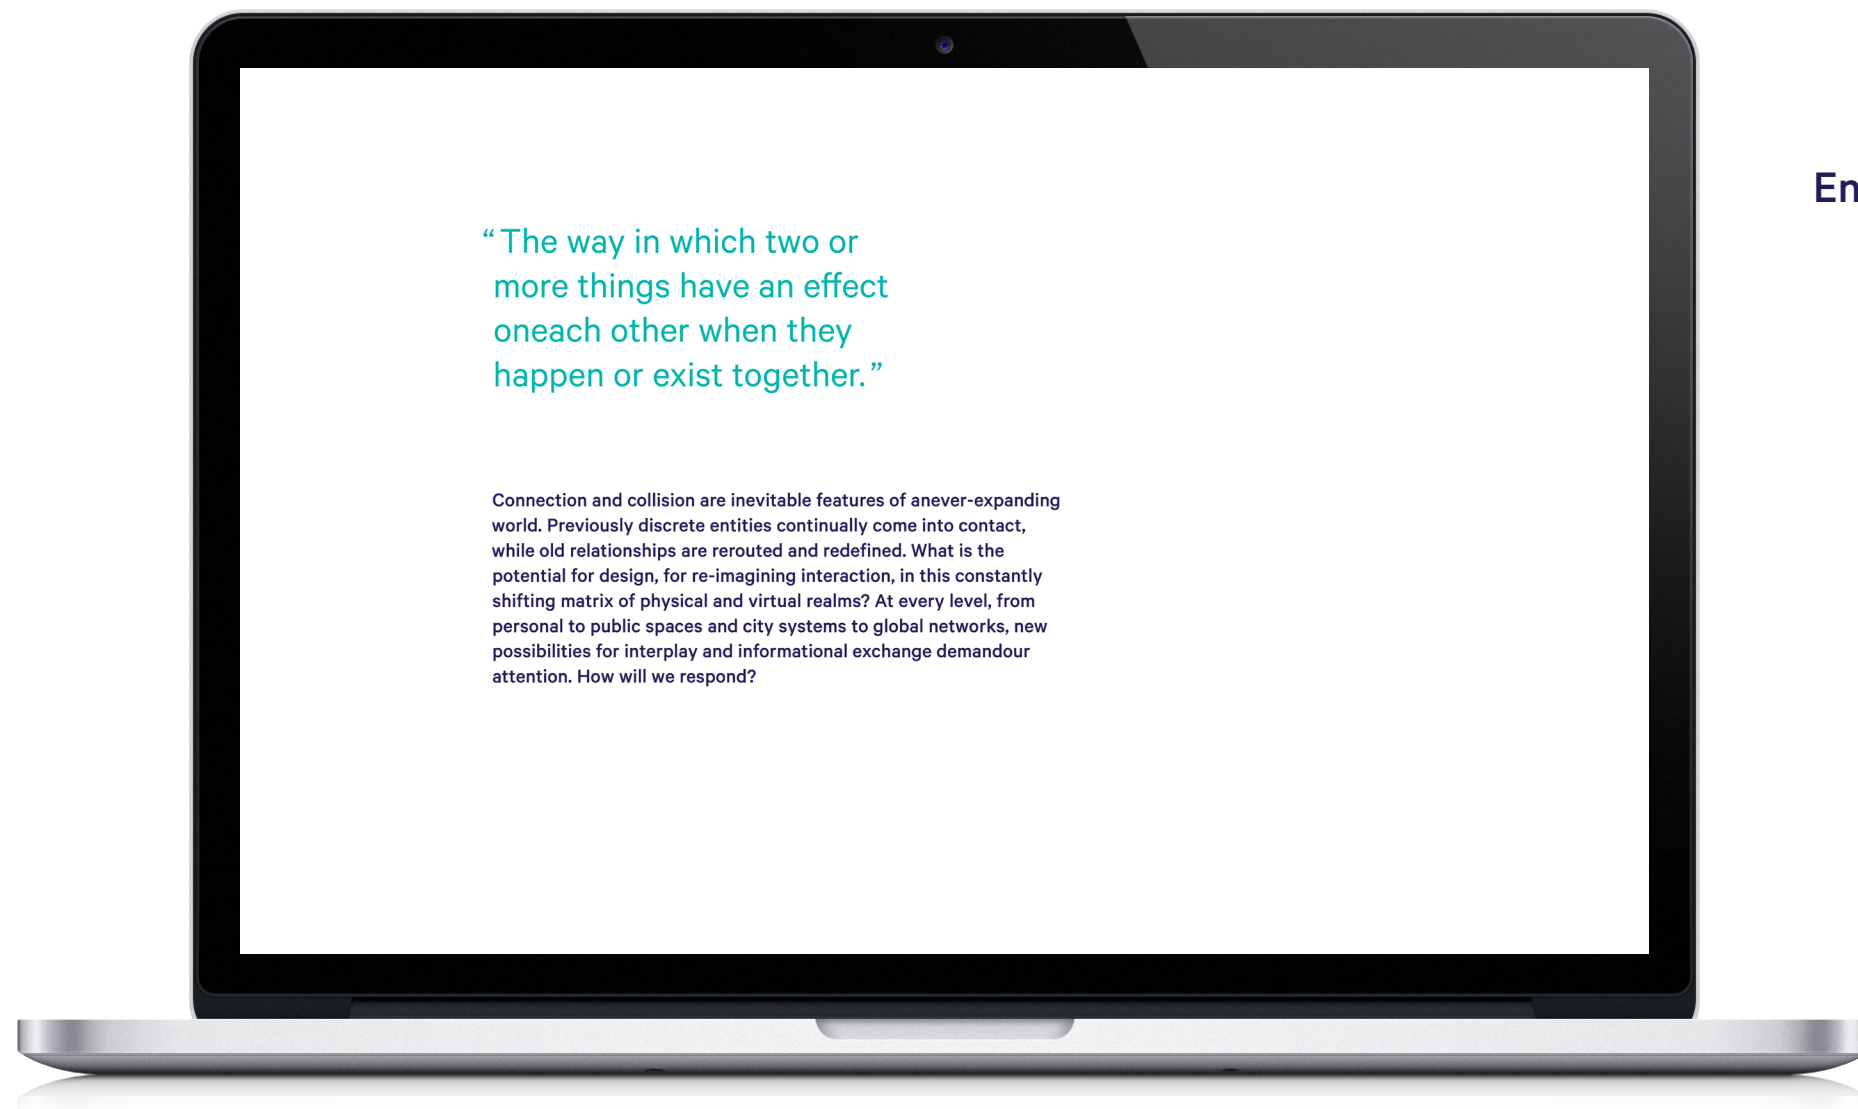 “ The way in which two or
more things have an effect
oneach other when they
happen or exist together. ”
Connection and collision are inevitable features of anever-expanding
world. Previously discrete entities continually come into contact,
while old relationships are rerouted and redefined. What is the
potential for design, for re-imagining interaction, in this constantly
shifting matrix of physical and virtual realms? At every level, from
personal to public spaces and city systems to global networks, new
possibilities for interplay and informational exchange demandour
attention. How will we respond?
En